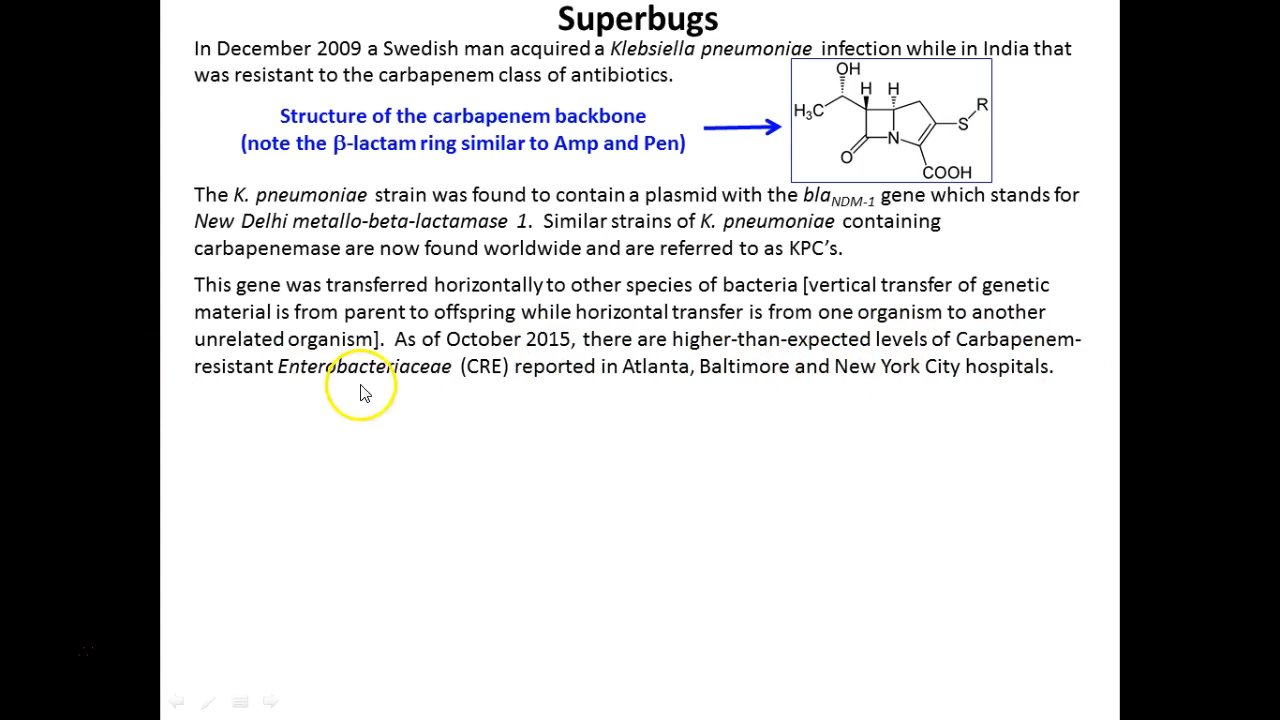 Superbugs
In December 2009 a Swedish man acquired a Klebsiella pneumoniae infection while in India that
was resistant to the carbapenem class of antibiotics.
Structure of the carbapenem backbone
(note the β-lactam ring similar to Amp and Pen)
OH
H H
H₃C
R
S
N
O
COOH
The K. pneumoniae strain was found to contain a plasmid with the bla_NDM-1 gene which stands for
New Delhi metallo-beta-lactamase 1. Similar strains of K. pneumoniae containing
carbapenemase are now found worldwide and are referred to as KPC's.
This gene was transferred horizontally to other species of bacteria [vertical transfer of genetic
material is from parent to offspring while horizontal transfer is from one organism to another
unrelated organism]. As of October 2015, there are higher-than-expected levels of Carbapenem-
resistant Enterobacteriaceae (CRE) reported in Atlanta, Baltimore and New York City hospitals.